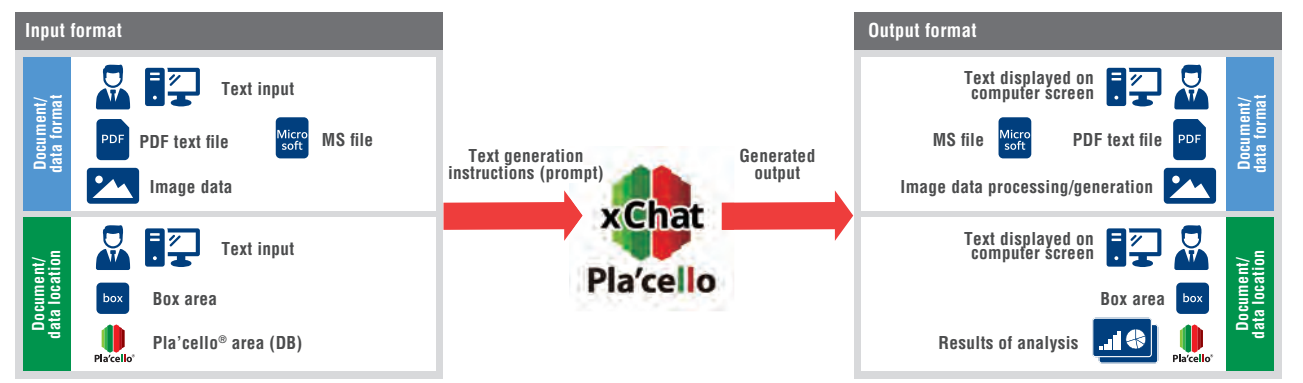 Input format
Document/
data format
Text input
PDF
PDF text file
Micro
soft
MS file
Image data
Document/
data location
Text input
box
Box area
Pla'cello®
Pla'cello® area (DB)
Text generation
instructions (prompt)
xChat
Pla'cello
Generated
output
Output format
Text displayed on
computer screen
MS file
Micro
soft
PDF text file
PDF
Image data processing/generation
Document/
data format
Text displayed on
computer screen
Box area
box
Results of analysis
Pla'cello®
Document/
data location